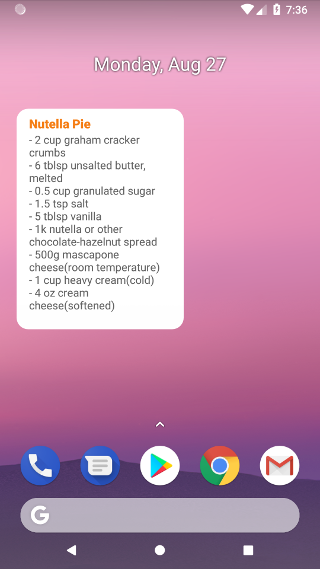 7:36
Monday, Aug 27
Nutella Pie
- 2 cup graham cracker
crumbs
- 6 tblsp unsalted butter,
melted
- 0.5 cup granulated sugar
- 1.5 tsp salt
- 5 tblsp vanilla
- 1k nutella or other
chocolate-hazelnut spread
- 500g mascapone
cheese(room temperature)
- 1 cup heavy cream(cold)
- 4 oz cream
cheese(softened)
G